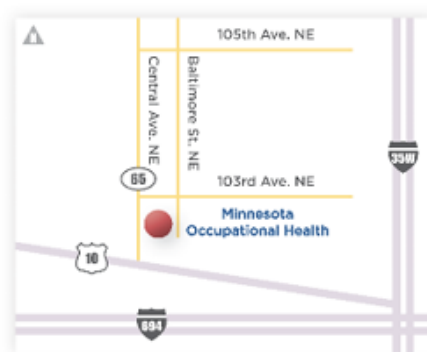 105th Ave. NE
Central Ave. NE
Baltimore St. NE
35W
65
103rd Ave. NE
Minnesota
Occupational Health
10
694